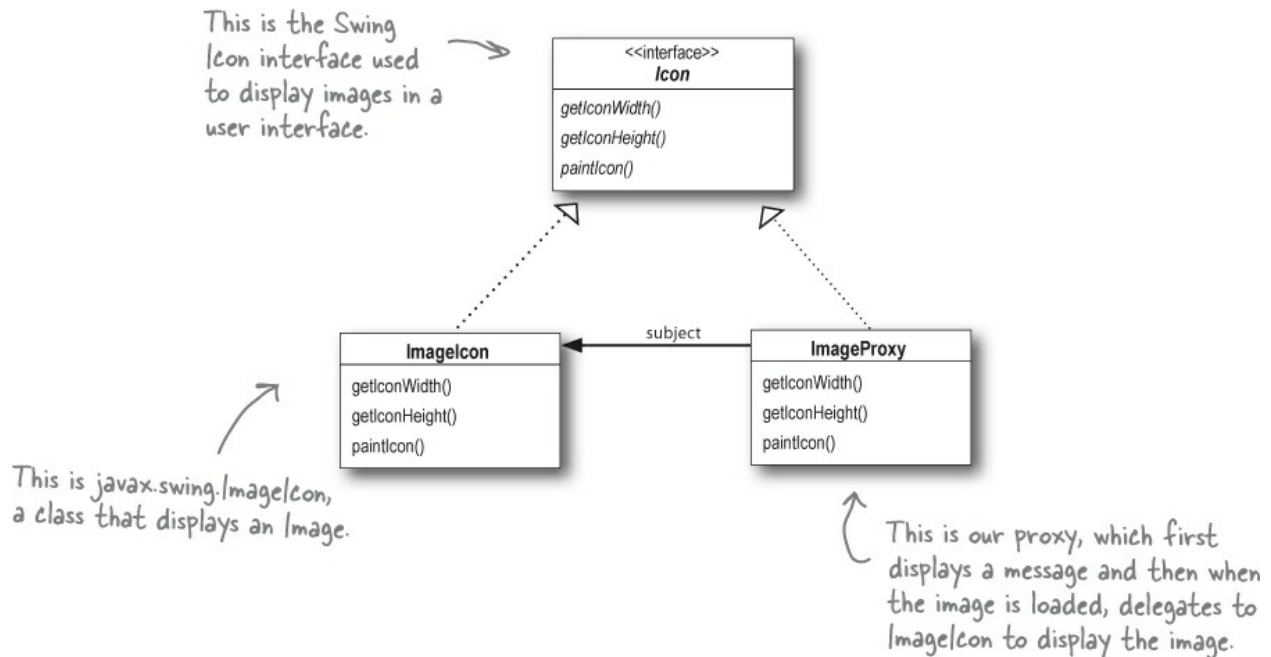 This is the Swing
Icon interface used
to display images in a
user interface.
<<interface>>
Icon
getIconWidth()
getIconHeight()
paintIcon()
subject
ImageIcon
getIconWidth()
getIconHeight()
paintIcon()
ImageProxy
getIconWidth()
getIconHeight()
paintIcon()
This is javax.swing.ImageIcon,
a class that displays an Image.
This is our proxy, which first
displays a message and then when
the image is loaded, delegates to
ImageIcon to display the image.